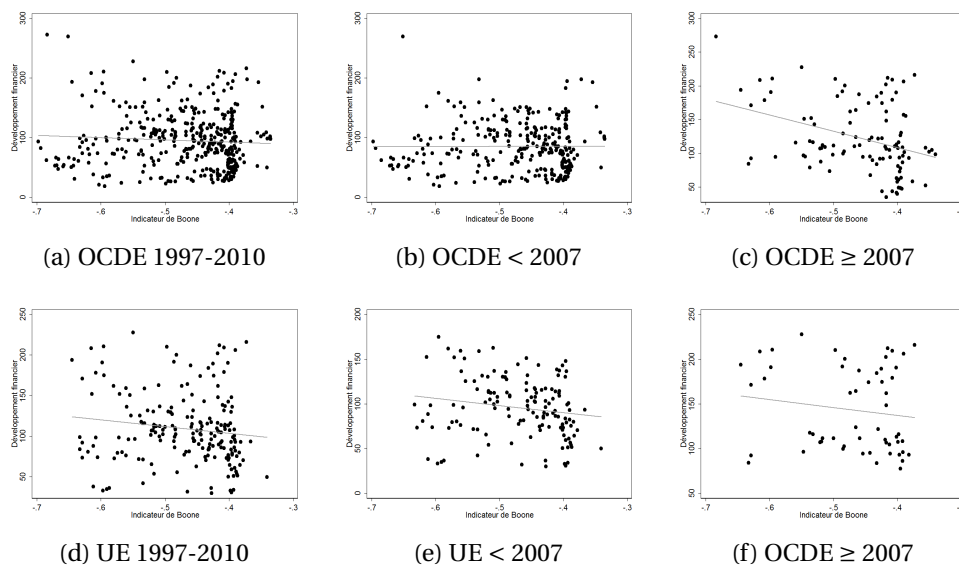 Développement financier
300
200
100
0
-.7 -.6 -.5 -.4 -.3
Indicateur de Boone
(a) OCDE 1997-2010
Développement financier
300
200
100
0
-.7 -.6 -.5 -.4 -.3
Indicateur de Boone
(b) OCDE < 2007
Développement financier
300
250
200
150
100
50
-.7 -.6 -.5 -.4 -.3
Indicateur de Boone
(c) OCDE ≥ 2007
Développement financier
250
200
150
100
50
-.7 -.6 -.5 -.4 -.3
Indicateur de Boone
(d) UE 1997-2010
Développement financier
200
150
100
50
0
-.7 -.6 -.5 -.4 -.3
Indicateur de Boone
(e) UE < 2007
Développement financier
250
200
150
100
50
-.7 -.6 -.5 -.4 -.3
Indicateur de Boone
(f) OCDE ≥ 2007